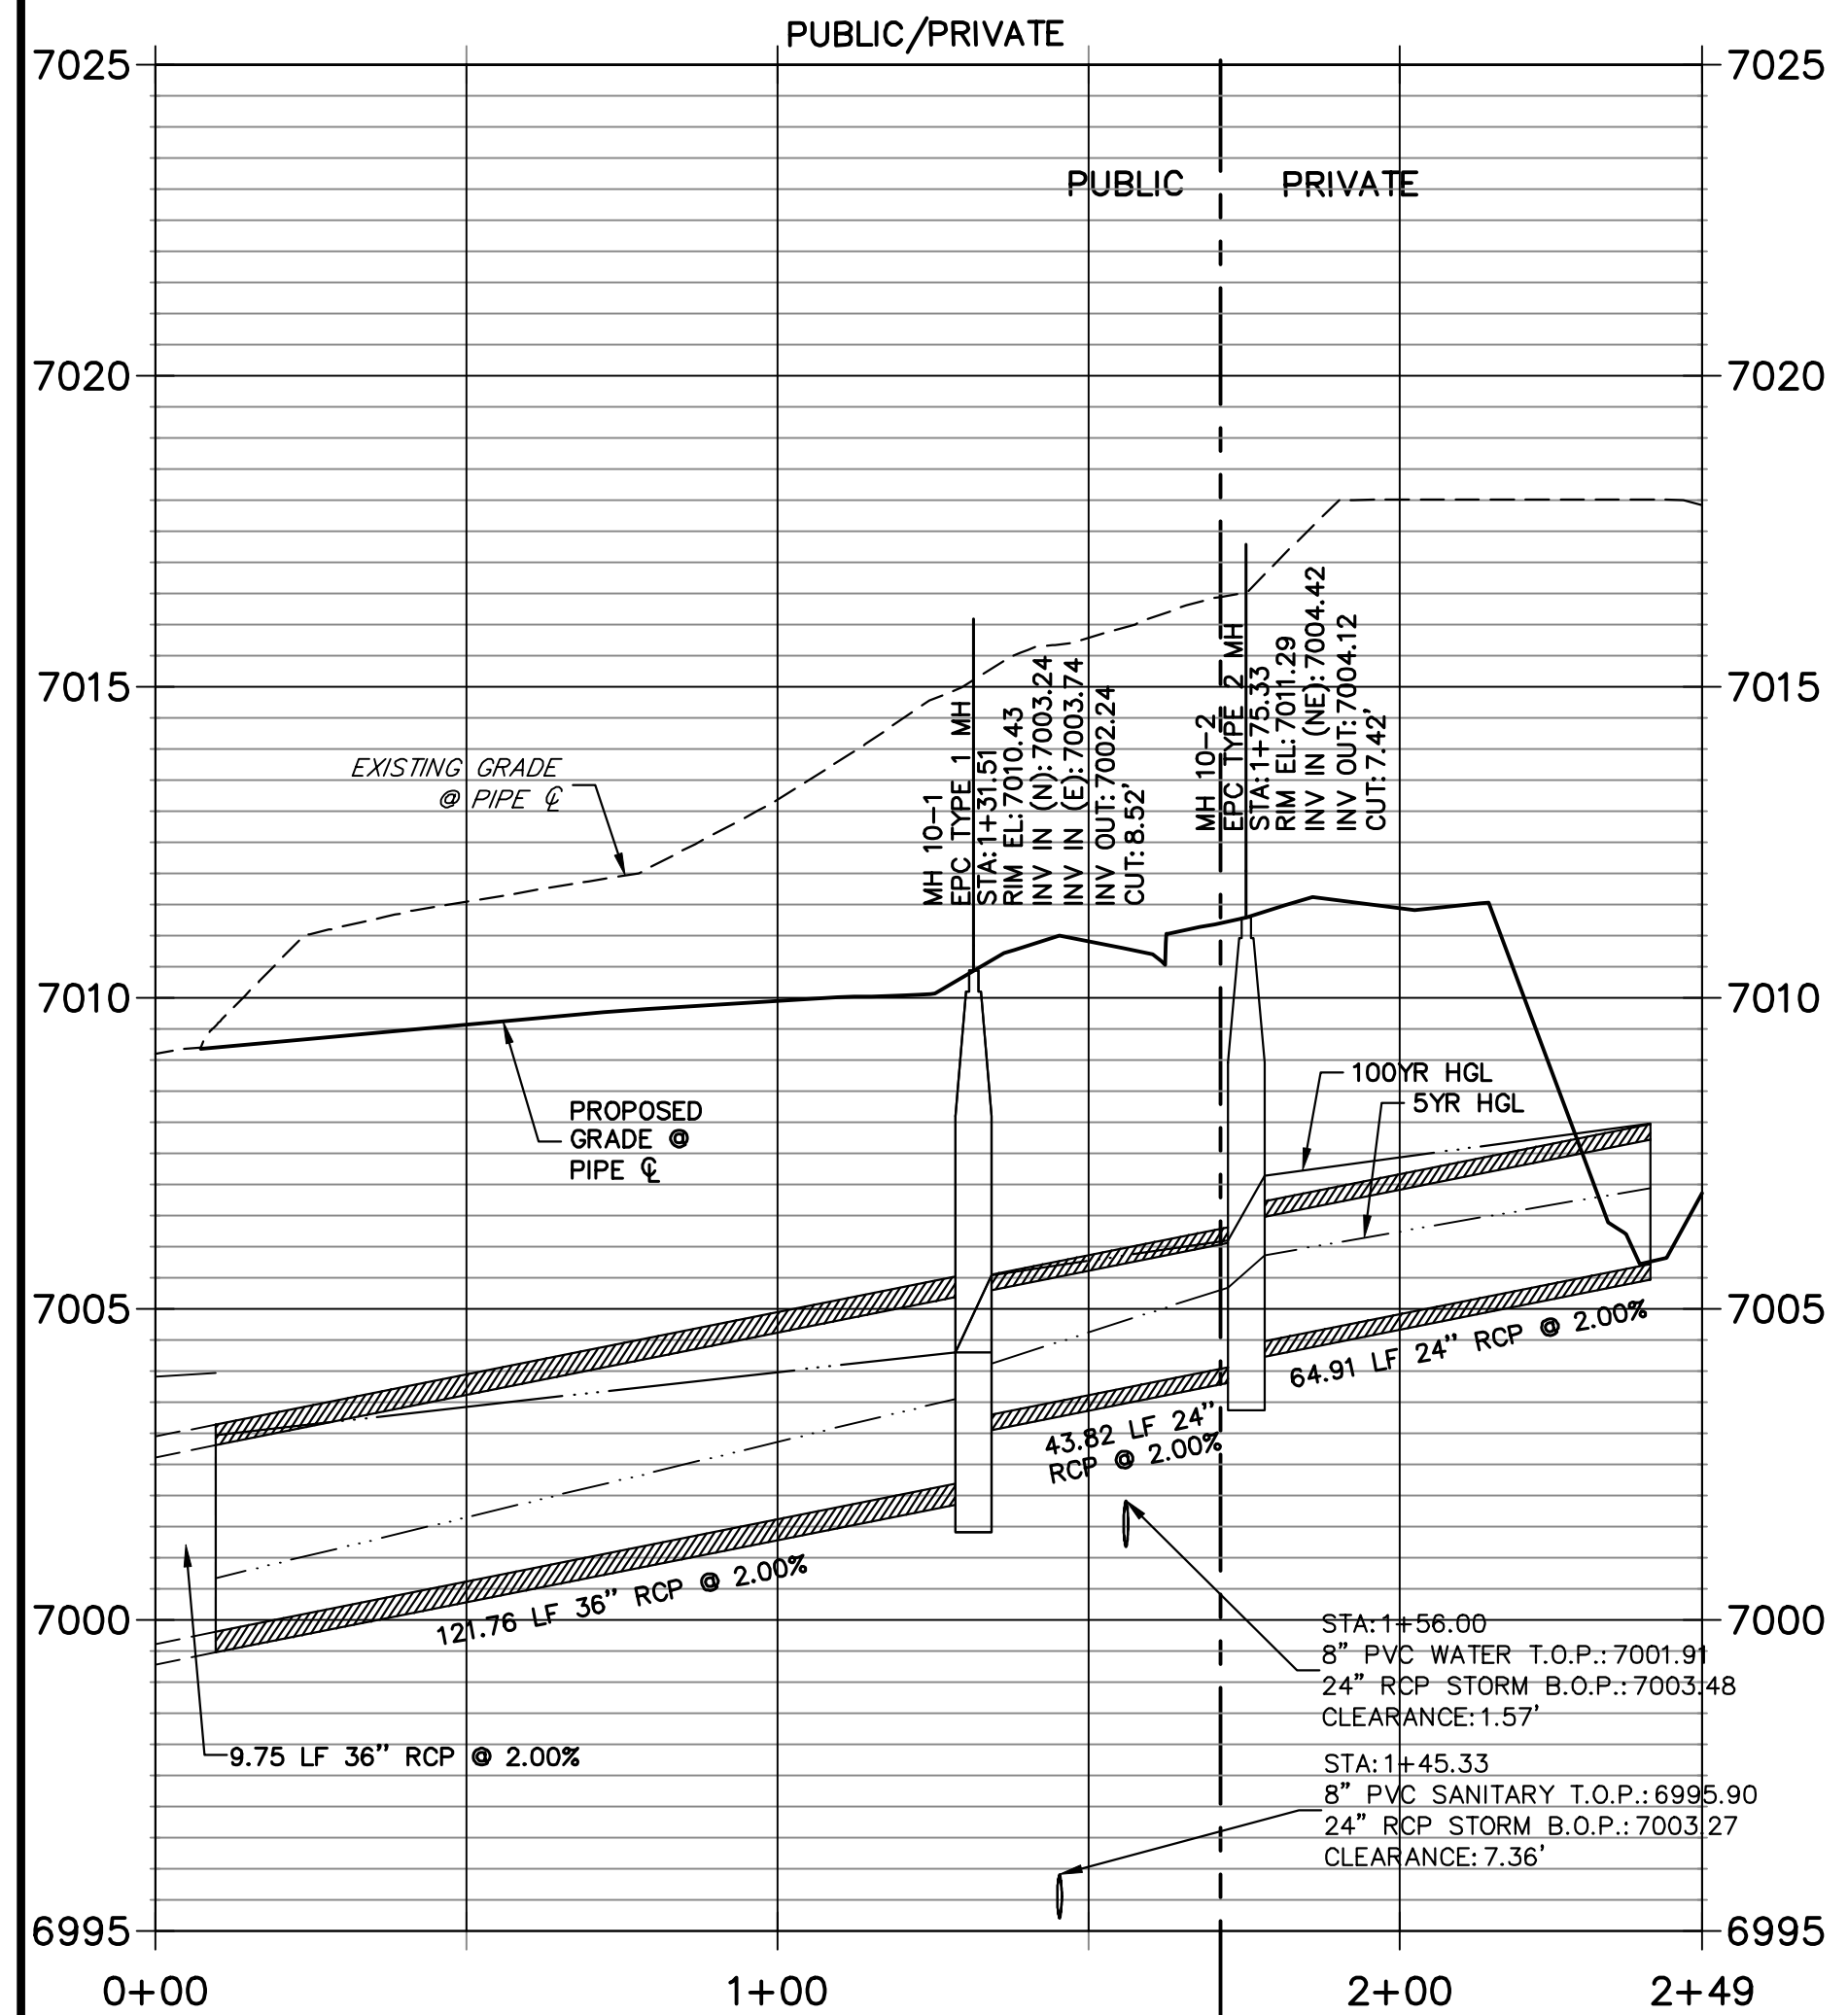 PUBLIC/PRIVATE
7025
7025
PUBLIC
PRIVATE
7020
7020
7015
7015
EXISTING GRADE
@ PIPE ℄
MH 10-1
EPC TYPE 1 MH
STA:1+31.51
RIM EL:7010.43
INV IN (N):7003.24
INV IN (E):7003.74
INV OUT:7002.24
CUT:8.52'
MH 10-2
EPC TYPE 2 MH
STA:1+75.33
RIM EL:7011.29
INV IN (NE):7004.42
INV OUT:7004.12
CUT:7.42'
7010
7010
100YR HGL
5YR HGL
PROPOSED
GRADE @
PIPE ℄
7005
7005
64.91 LF 24" RCP @ 2.00%
43.82 LF 24"
RCP @ 2.00%
121.76 LF 36" RCP @ 2.00%
7000
7000
STA:1+56.00
8" PVC WATER T.O.P.:7001.91
24" RCP STORM B.O.P.:7003.48
CLEARANCE:1.57'
9.75 LF 36" RCP @ 2.00%
STA:1+45.33
8" PVC SANITARY T.O.P.:6995.90
24" RCP STORM B.O.P.:7003.27
CLEARANCE:7.36'
6995
6995
0+00
1+00
2+00
2+49